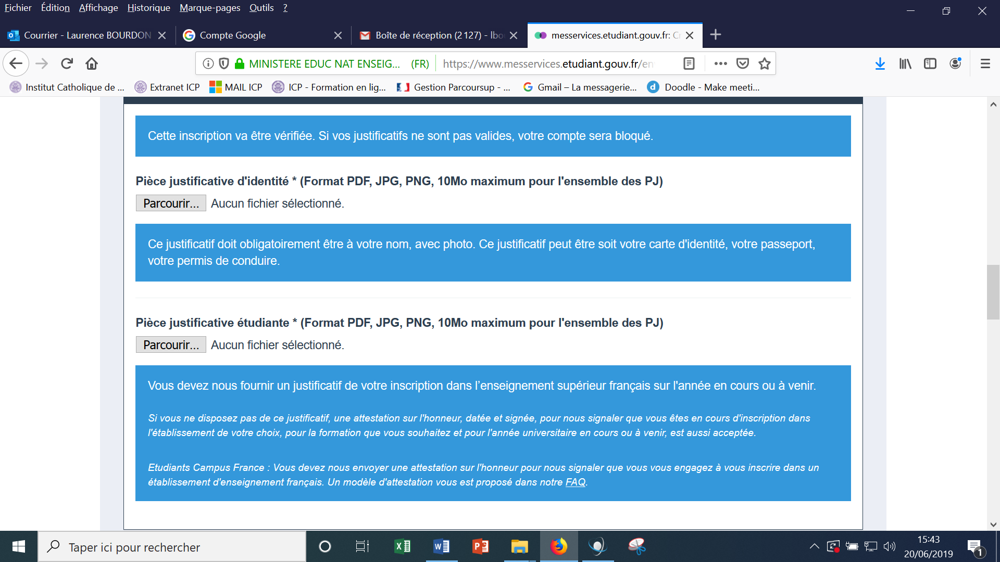 Fichier Édition Affichage Historique Marque-pages Outils ?
Courrier - Laurence BOURDON
Compte Google
Boîte de réception (2 127) - lbo
messervices.etudiant.gouv.fr: Cr
MINISTERE EDUC NAT ENSEIG... (FR) https://www.messervices.etudiant.gouv.fr/en
Institut Catholique de ... Extranet ICP MAIL ICP ICP - Formation en lig... Gestion Parcoursup - ... Gmail – La messagerie... Doodle - Make meeti...
Cette inscription va être vérifiée. Si vos justificatifs ne sont pas valides, votre compte sera bloqué.
Pièce justificative d'identité * (Format PDF, JPG, PNG, 10Mo maximum pour l'ensemble des PJ)
Parcourir... Aucun fichier sélectionné.
Ce justificatif doit obligatoirement être à votre nom, avec photo. Ce justificatif peut être soit votre carte d'identité, votre passeport,
votre permis de conduire.
Pièce justificative étudiante * (Format PDF, JPG, PNG, 10Mo maximum pour l'ensemble des PJ)
Parcourir... Aucun fichier sélectionné.
Vous devez nous fournir un justificatif de votre inscription dans l’enseignement supérieur français sur l'année en cours ou à venir.
Si vous ne disposez pas de ce justificatif, une attestation sur l'honneur, datée et signée, pour nous signaler que vous êtes en cours d'inscription dans
l'établissement de votre choix, pour la formation que vous souhaitez et pour l'année universitaire en cours ou à venir, est aussi acceptée.
Etudiants Campus France : Vous devez nous envoyer une attestation sur l'honneur pour nous signaler que vous vous engagez à vous inscrire dans un
établissement d'enseignement français. Un modèle d'attestation vous est proposé dans notre FAQ.
Taper ici pour rechercher
15:43
20/06/2019
1